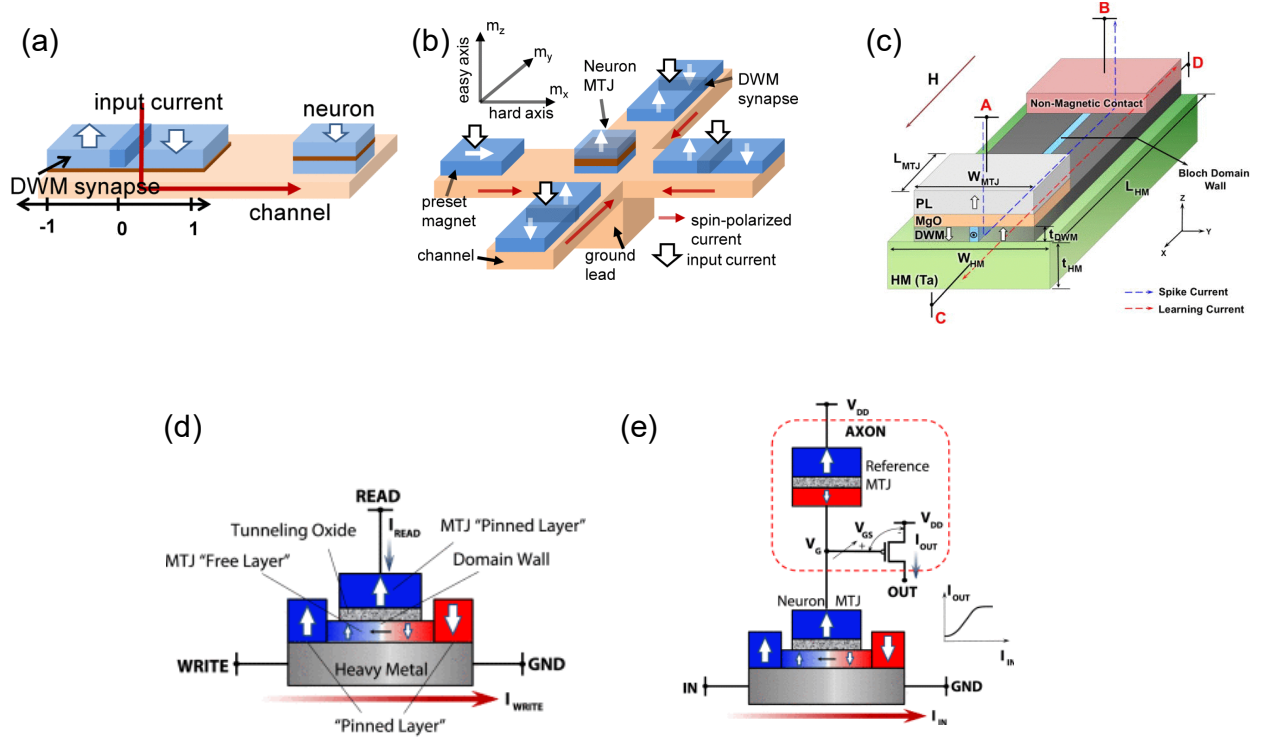 (a)
input current
neuron
DWM synapse
channel
-1
0
1
(b)
easy axis
m_z
m_y
m_x
hard axis
Neuron
MTJ
DWM
synapse
preset
magnet
channel
ground
lead
spin-polarized
current
input current
(c)
B
D
H
A
Non-Magnetic Contact
L_MTJ
W_MTJ
Bloch Domain
Wall
L_HM
PL
MgO
DWM
t_DWM
W_HM
t_HM
HM (Ta)
C
Z
Y
X
Spike Current
Learning Current
(d)
READ
I_READ
Tunneling Oxide
MTJ "Pinned Layer"
MTJ "Free Layer"
Domain Wall
WRITE
Heavy Metal
GND
I_WRITE
"Pinned Layer"
(e)
V_DD
AXON
Reference
MTJ
V_GS
- 
+
V_DD
I_OUT
V_G
OUT
Neuron MTJ
I_OUT
I_IN
IN
GND
I_IN